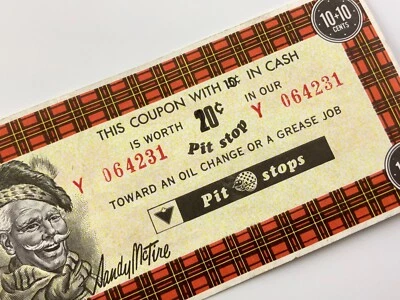 10+10
CENTS
THIS COUPON WITH 10¢ IN CASH
IS WORTH 20¢ IN OUR
Pit stop
Y 064231
Y 064231
TOWARD AN OIL CHANGE OR A GREASE JOB
Pit stops
Sandy McTire